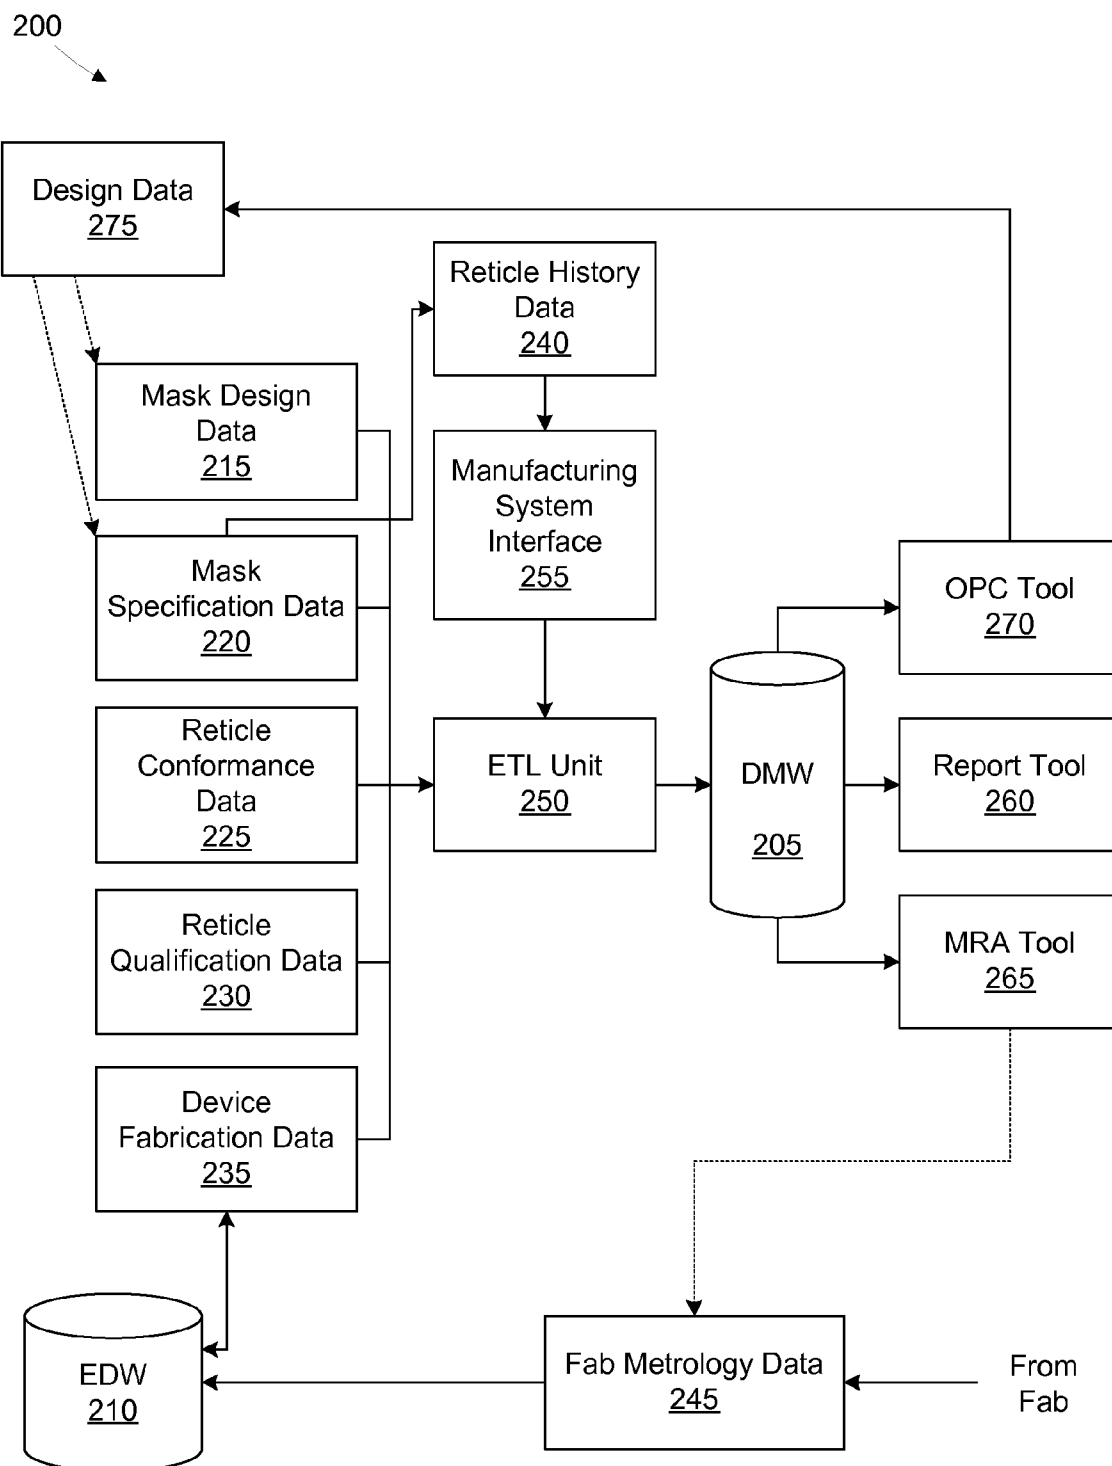 200
Design Data
275
Reticle History
Data
240
Mask Design
Data
215
Manufacturing
System
Interface
255
Mask
Specification Data
220
OPC Tool
270
Reticle
Conformance
Data
225
ETL Unit
250
DMW
205
Report Tool
260
Reticle
Qualification Data
230
MRA Tool
265
Device
Fabrication Data
235
EDW
210
Fab Metrology Data
245
From
Fab